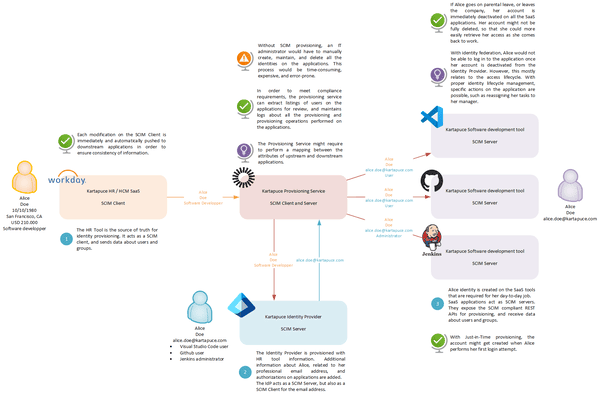 Without SCIM provisioning, an IT
administrator would have to manually
create, maintain, and delete all the
identities on the applications. This
process would be time-consuming,
expensive, and error-prone.
In order to meet compliance
requirements, the provisioning service
can extract listings of users on the
applications for review, and maintains
logs about all the provisioning and
provisioning operations performed on the
applications.
The Provisioning Service might require
to perform a mapping between the
attributes of upstream and downstream
applications.
If Alice goes on parental leave, or leaves
the company, her account is
immediately deactivated on all the SaaS
applications. Her account might not be
fully deleted, so that she could more
easily retrieve her access as she comes
back to work.
With identity federation, Alice would not be
able to log in to the application once
her account is deactivated from the
Identity Provider. However, this mostly
relates to the access lifecycle. With
proper identity lifecycle management,
specific actions on the application are
possible, such as reassigning her tasks to
her manager.
Each modification on the SCIM Client is
immediately and automatically pushed to
downstream applications in order to
ensure consistency of information.
Alice
Doe
10/10/1980
San Francisco, CA
USD 210.000
Software developper
workday.
Kartapuce HR / HCM SaaS
SCIM Client
1
The HR Tool is the source of truth for
identity provisioning. It acts as a SCIM
client, and sends data about users and
groups.
Alice
Doe
Software Developper
Kartapuce Provisioning Service
SCIM Client and Server
Alice
Doe
alice.doe@kartapuce.com
User
Alice
Doe
alice.doe@kartapuce.com
User
Alice
Doe
alice.doe@kartapuce.com
administrator
Kartapuce Software development tool
SCIM Server
Kartapuce Software development tool
SCIM Server
Jenkins
Kartapuce Software development tool
SCIM Server
Alice
Doe
alice.doe@kartapuce.com
Alice
Doe
Software Developper
alice.doe@kartapuce.com
Alice
Doe
alice.doe@kartapuce.com
• Visual Studio Code user
• Github user
• Jenkins administrator
Kartapuce Identity Provider
SCIM Server
The Identity Provider is provisioned with
HR tool information. Additional
information about Alice, related to her
professional email address, and
authorisations on applications are added.
The IdP acts as a SCIM Server, but also as a
SCIM Client for the email address.
Alice identity is created on the SaaS tools
that are required for her day-to-day job.
SaaS applications act as SCIM servers.
They expose the SCIM compliant REST
APIs for provisioning, and receive data
about users and groups.
With Just-in-Time provisioning, the
account might get created when Alice
performs her first login attempt.